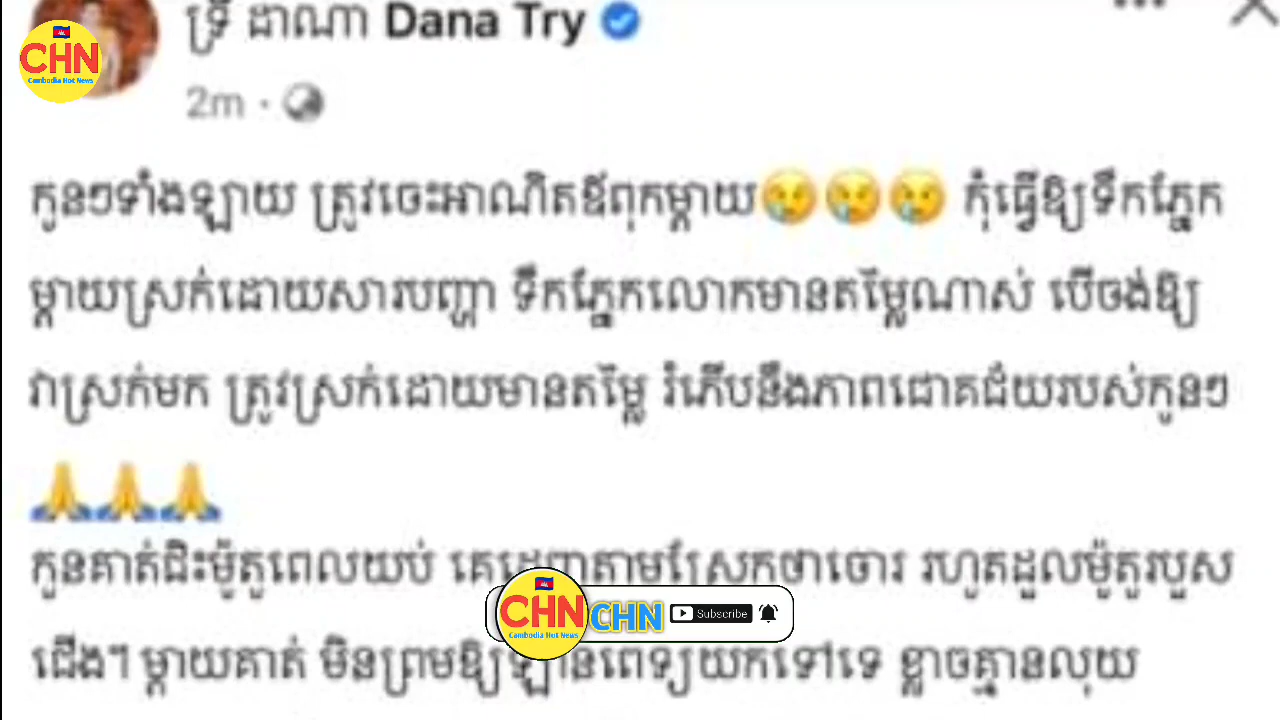 ទ្រី ដាណា Dana Try
CHN
Cambodia Hot News
2m
កូនៗទាំងឡាយ ត្រូវចេះអាណិតឪពុកម្ដាយ🥲🥲🥲 កុំធ្វើឱ្យទឹកភ្នែក
ម្ដាយស្រក់ដោយសារបញ្ហា ទឹកភ្នែកលោកមានតម្លៃណាស់ បើចង់ឱ្យ
វាស្រក់មក ត្រូវស្រក់ដោយមានតម្លៃ រំភើបនឹងភាពជោគជ័យរបស់កូនៗ
🙏🙏🙏
កូនគាត់ជិះម៉ូតូពេលយប់ គេដេញតាមស្រែកថាចោរ រហូតដួលម៉ូតូរបួស
CHN CHN Subscribe
Cambodia Hot News
ជើង។ ម្ដាយគាត់ មិនព្រមឱ្យឡានពេទ្យយកទៅទេ ខ្លាចគ្មានលុយ